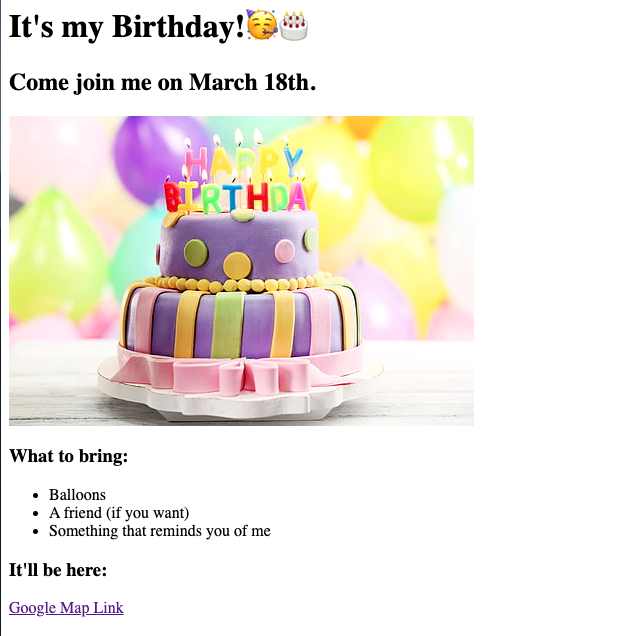 It's my Birthday!🥳🎂
Come join me on March 18th.
HAPPY
BIRTHDAY
What to bring:
• Balloons
• A friend (if you want)
• Something that reminds you of me
It'll be here:
Google Map Link